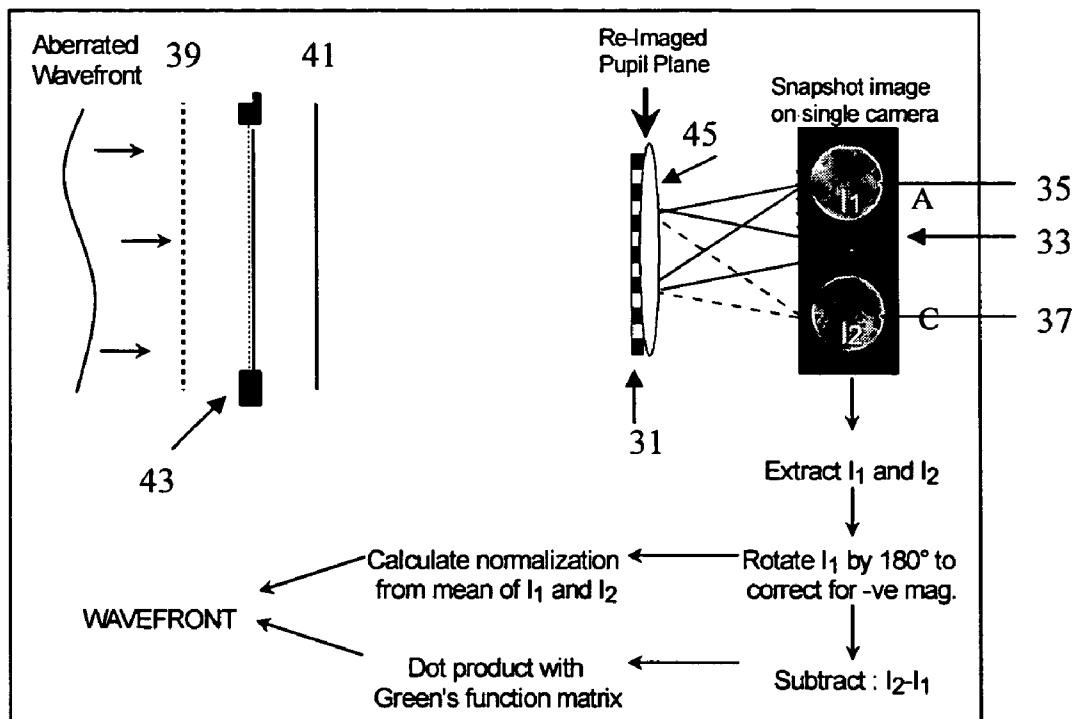 Aberrated
Wavefront
39
41
Re-Imaged
Pupil Plane
Snapshot image
on single camera
45
I1
A
35
33
I2
C
37
43
31
Extract I1 and I2
Rotate I1 by 180° to
correct for -ve mag.
Calculate normalization
from mean of I1 and I2
WAVEFRONT
Dot product with
Green's function matrix
Subtract : I2-I1